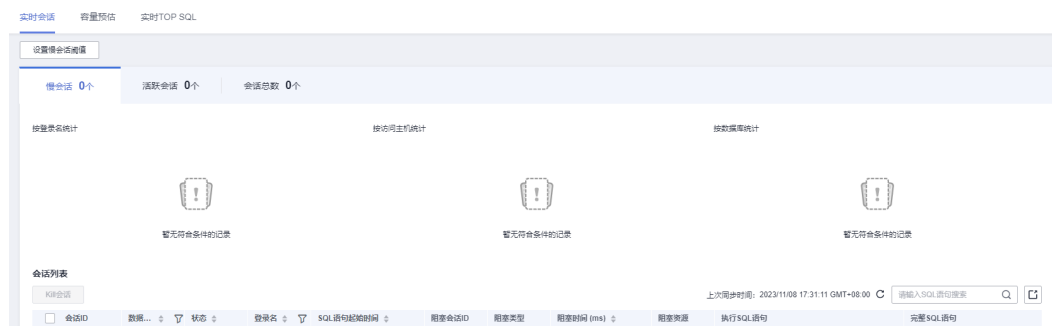 实时会话 容量预估 实时TOP SQL
设置慢会话阈值
慢会话 0个 活跃会话 0个 会话总数 0个
按登录名统计 按访问主机统计 按数据库统计
暂无符合条件的记录 暂无符合条件的记录 暂无符合条件的记录
会话列表
Kill会话 上次同步时间：2023/11/08 17:31:11 GMT+08:00 请输入SQL语句搜索
会话ID 数据... 状态 登录名 SQL语句起始时间 阻塞会话ID 阻塞类型 阻塞时间 (ms) 阻塞资源 执行SQL语句 完整SQL语句